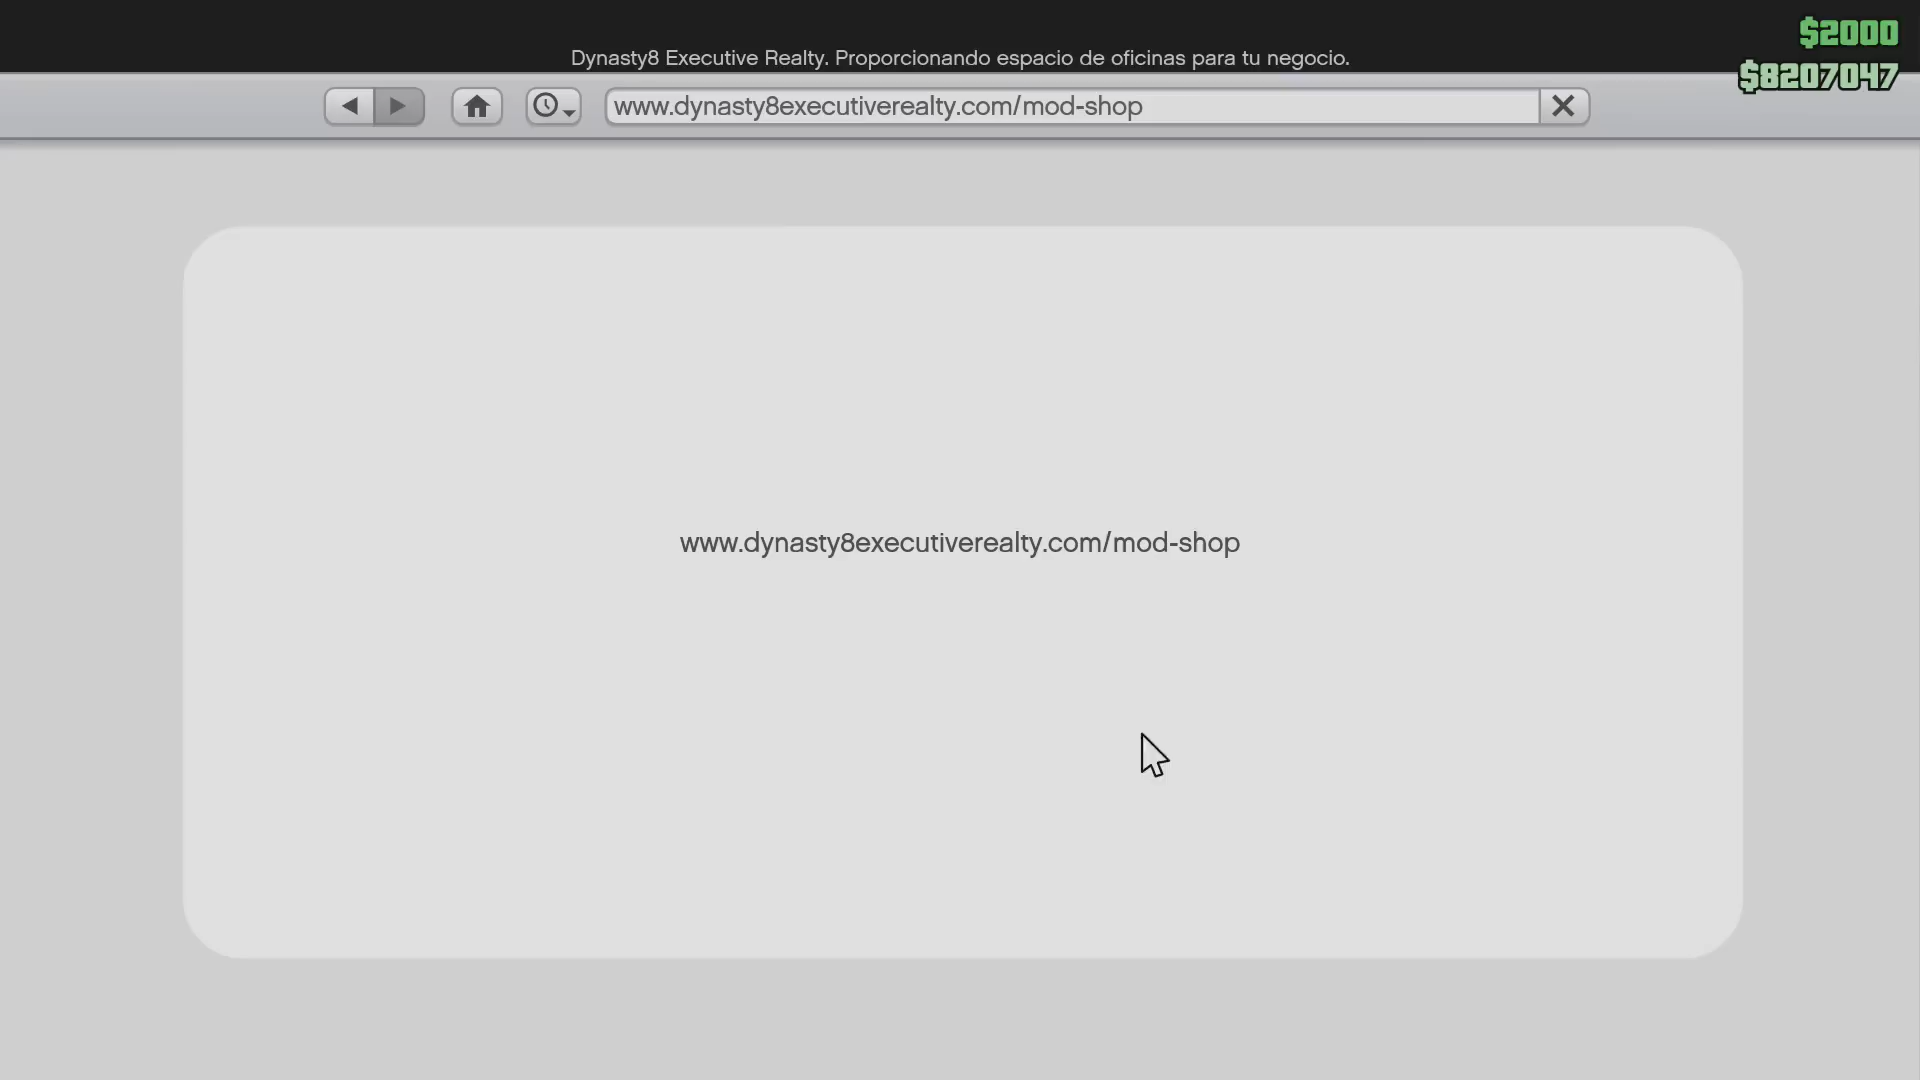 $2000
Dynasty8 Executive Realty. Proporcionando espacio de oficinas para tu negocio.
$8207047
www.dynasty8executiverealty.com/mod-shop
www.dynasty8executiverealty.com/mod-shop